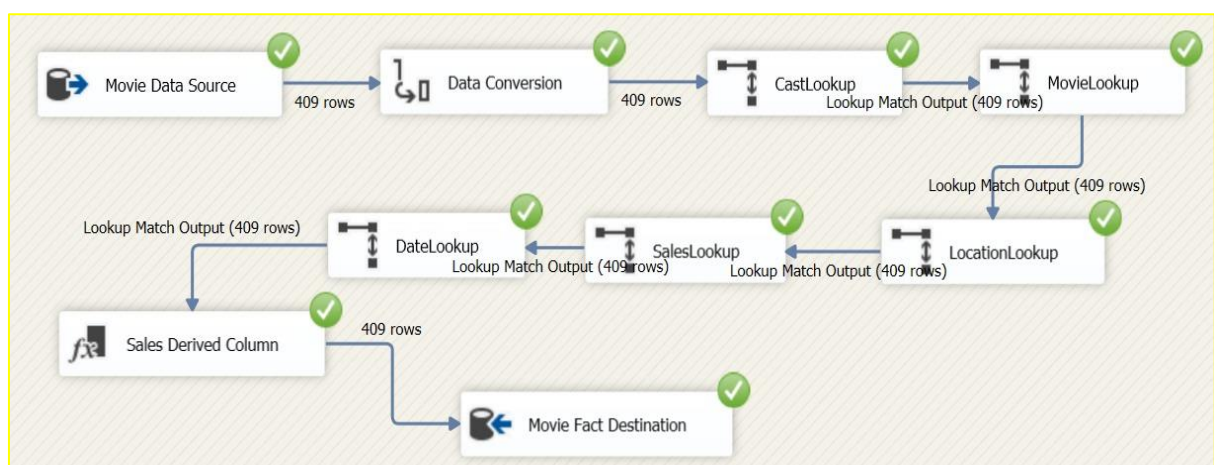 Movie Data Source
409 rows
Data Conversion
409 rows
CastLookup
Lookup Match Output (409 rows)
MovieLookup
Lookup Match Output (409 rows)
LocationLookup
Lookup Match Output (409 rows)
SalesLookup
Lookup Match Output (409 rows)
DateLookup
Lookup Match Output (409 rows)
fx
Sales Derived Column
409 rows
Movie Fact Destination